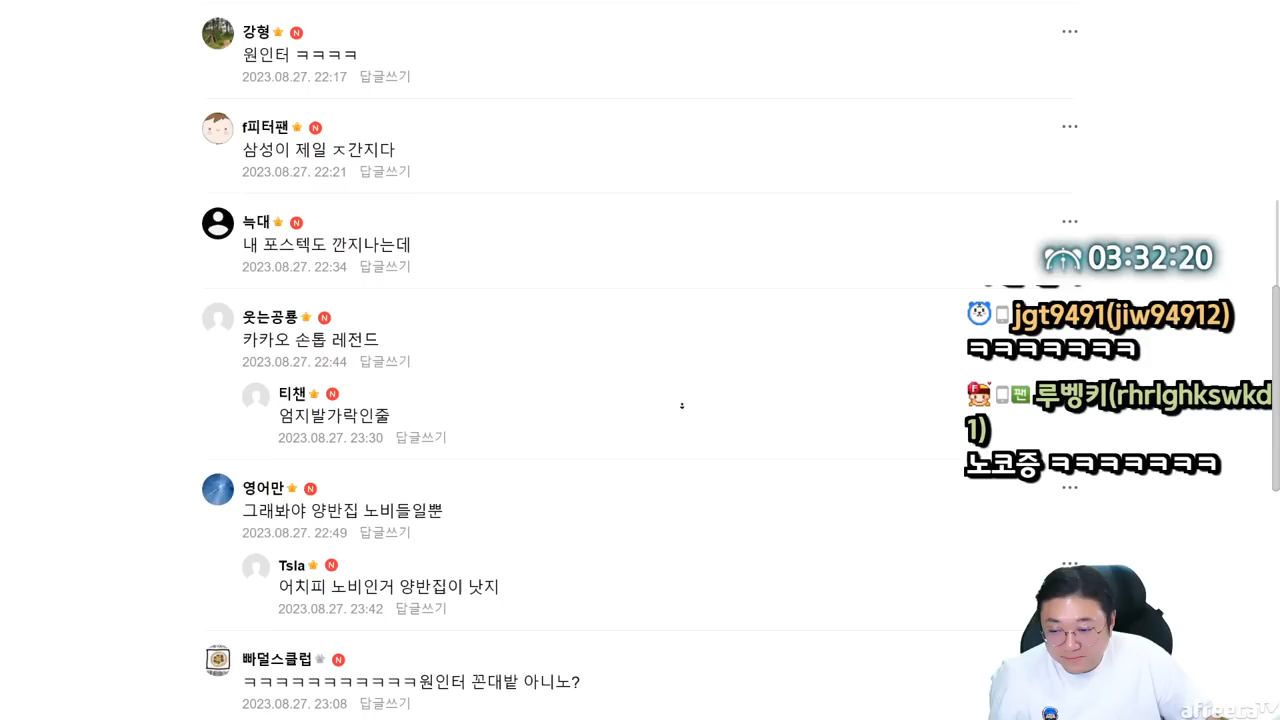 강형
원인터 ㅋㅋㅋㅋ
2023.08.27. 22:17 답글쓰기
f피터팬
삼성이 제일 ㅈ간지다
2023.08.27. 22:21 답글쓰기
늑대
내 포스텍도 깐지나는데
2023.08.27. 22:34 답글쓰기
웃는공룡
카카오 손톱 레전드
2023.08.27. 22:44 답글쓰기
티챈
엄지발가락인줄
2023.08.27. 23:30 답글쓰기
영어만
그래봐야 양반집 노비들일뿐
2023.08.27. 22:49 답글쓰기
Tsla
어치피 노비인거 양반집이 낫지
2023.08.27. 23:42 답글쓰기
빠덜스클럽
ㅋㅋㅋㅋㅋㅋㅋㅋㅋㅋㅋ원인터 꼰대밭 아니노?
2023.08.27. 23:08 답글쓰기
03:32:20
jgt9491(jiw94912)
ㅋㅋㅋㅋㅋㅋㅋ
팬 루벵키(rhrlghkswkd
1)
노코증 ㅋㅋㅋㅋㅋㅋㅋ
afreecaTV